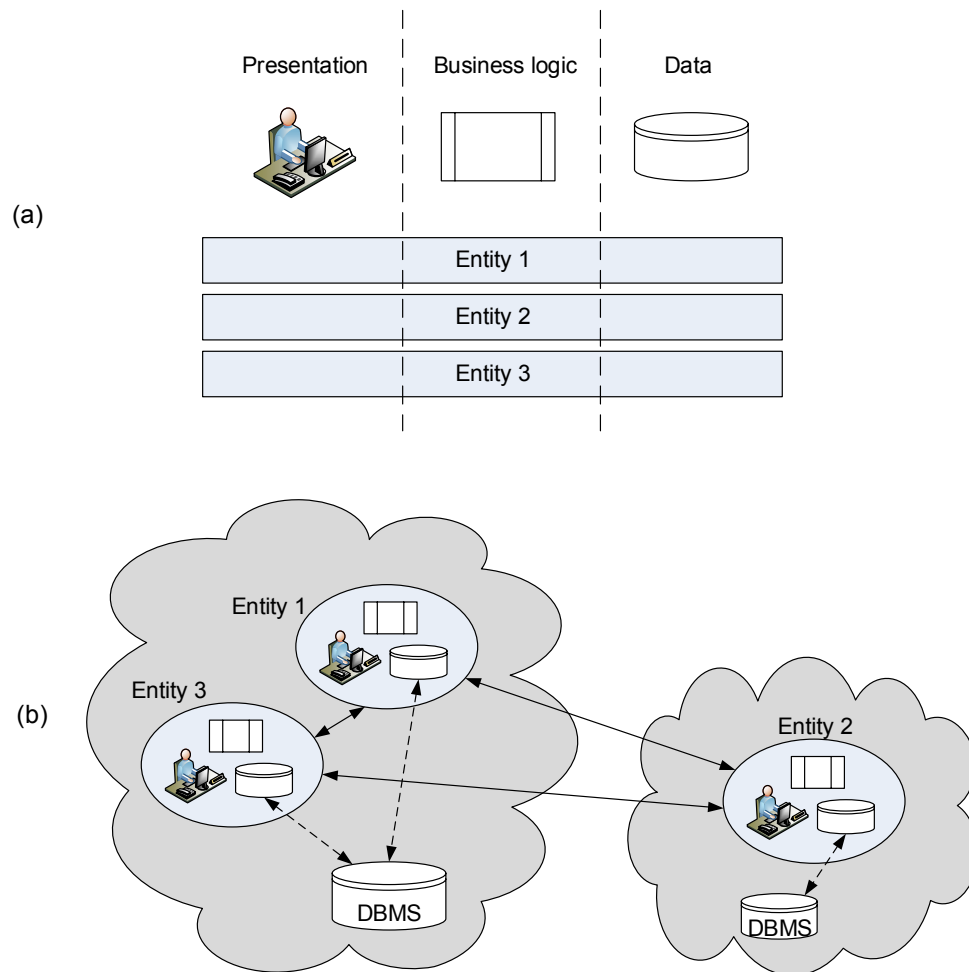 Presentation
Business logic
Data
(a)
Entity 1
Entity 2
Entity 3
(b)
Entity 1
Entity 3
Entity 2
DBMS
DBMS